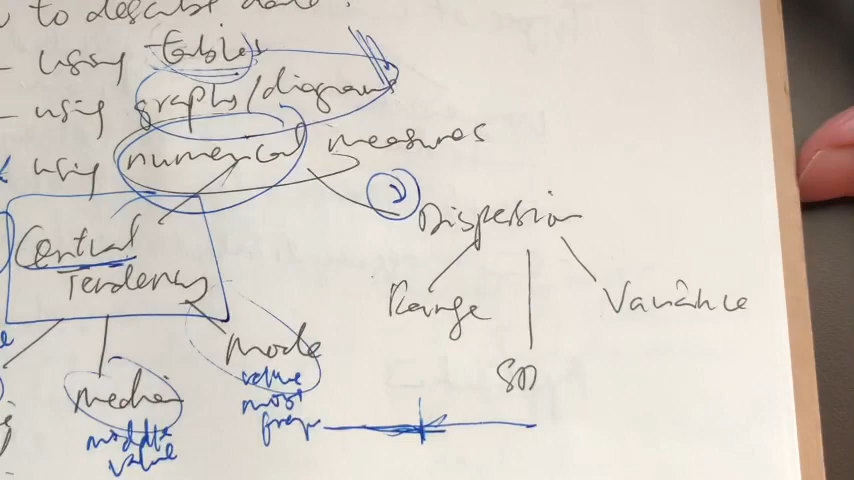 to describe data?
- using tables
- using graphs/diagrams
using numerical measures
2 Dispersion
Central
Tendency
Range
Variance
mode
SD
value
most
freq
median
middle
value